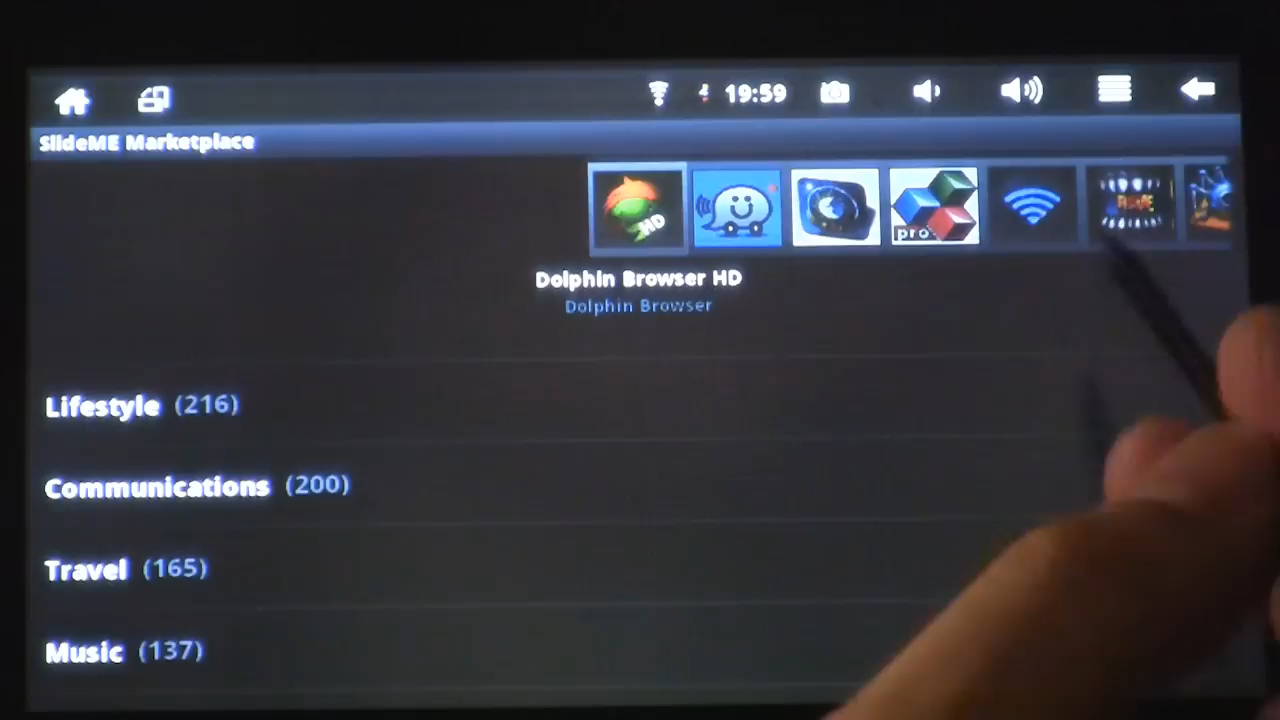 19:59
SlideME Marketplace
HD
pro
Dolphin Browser HD
Dolphin Browser
Lifestyle (216)
Communications (200)
Travel (165)
Music (137)